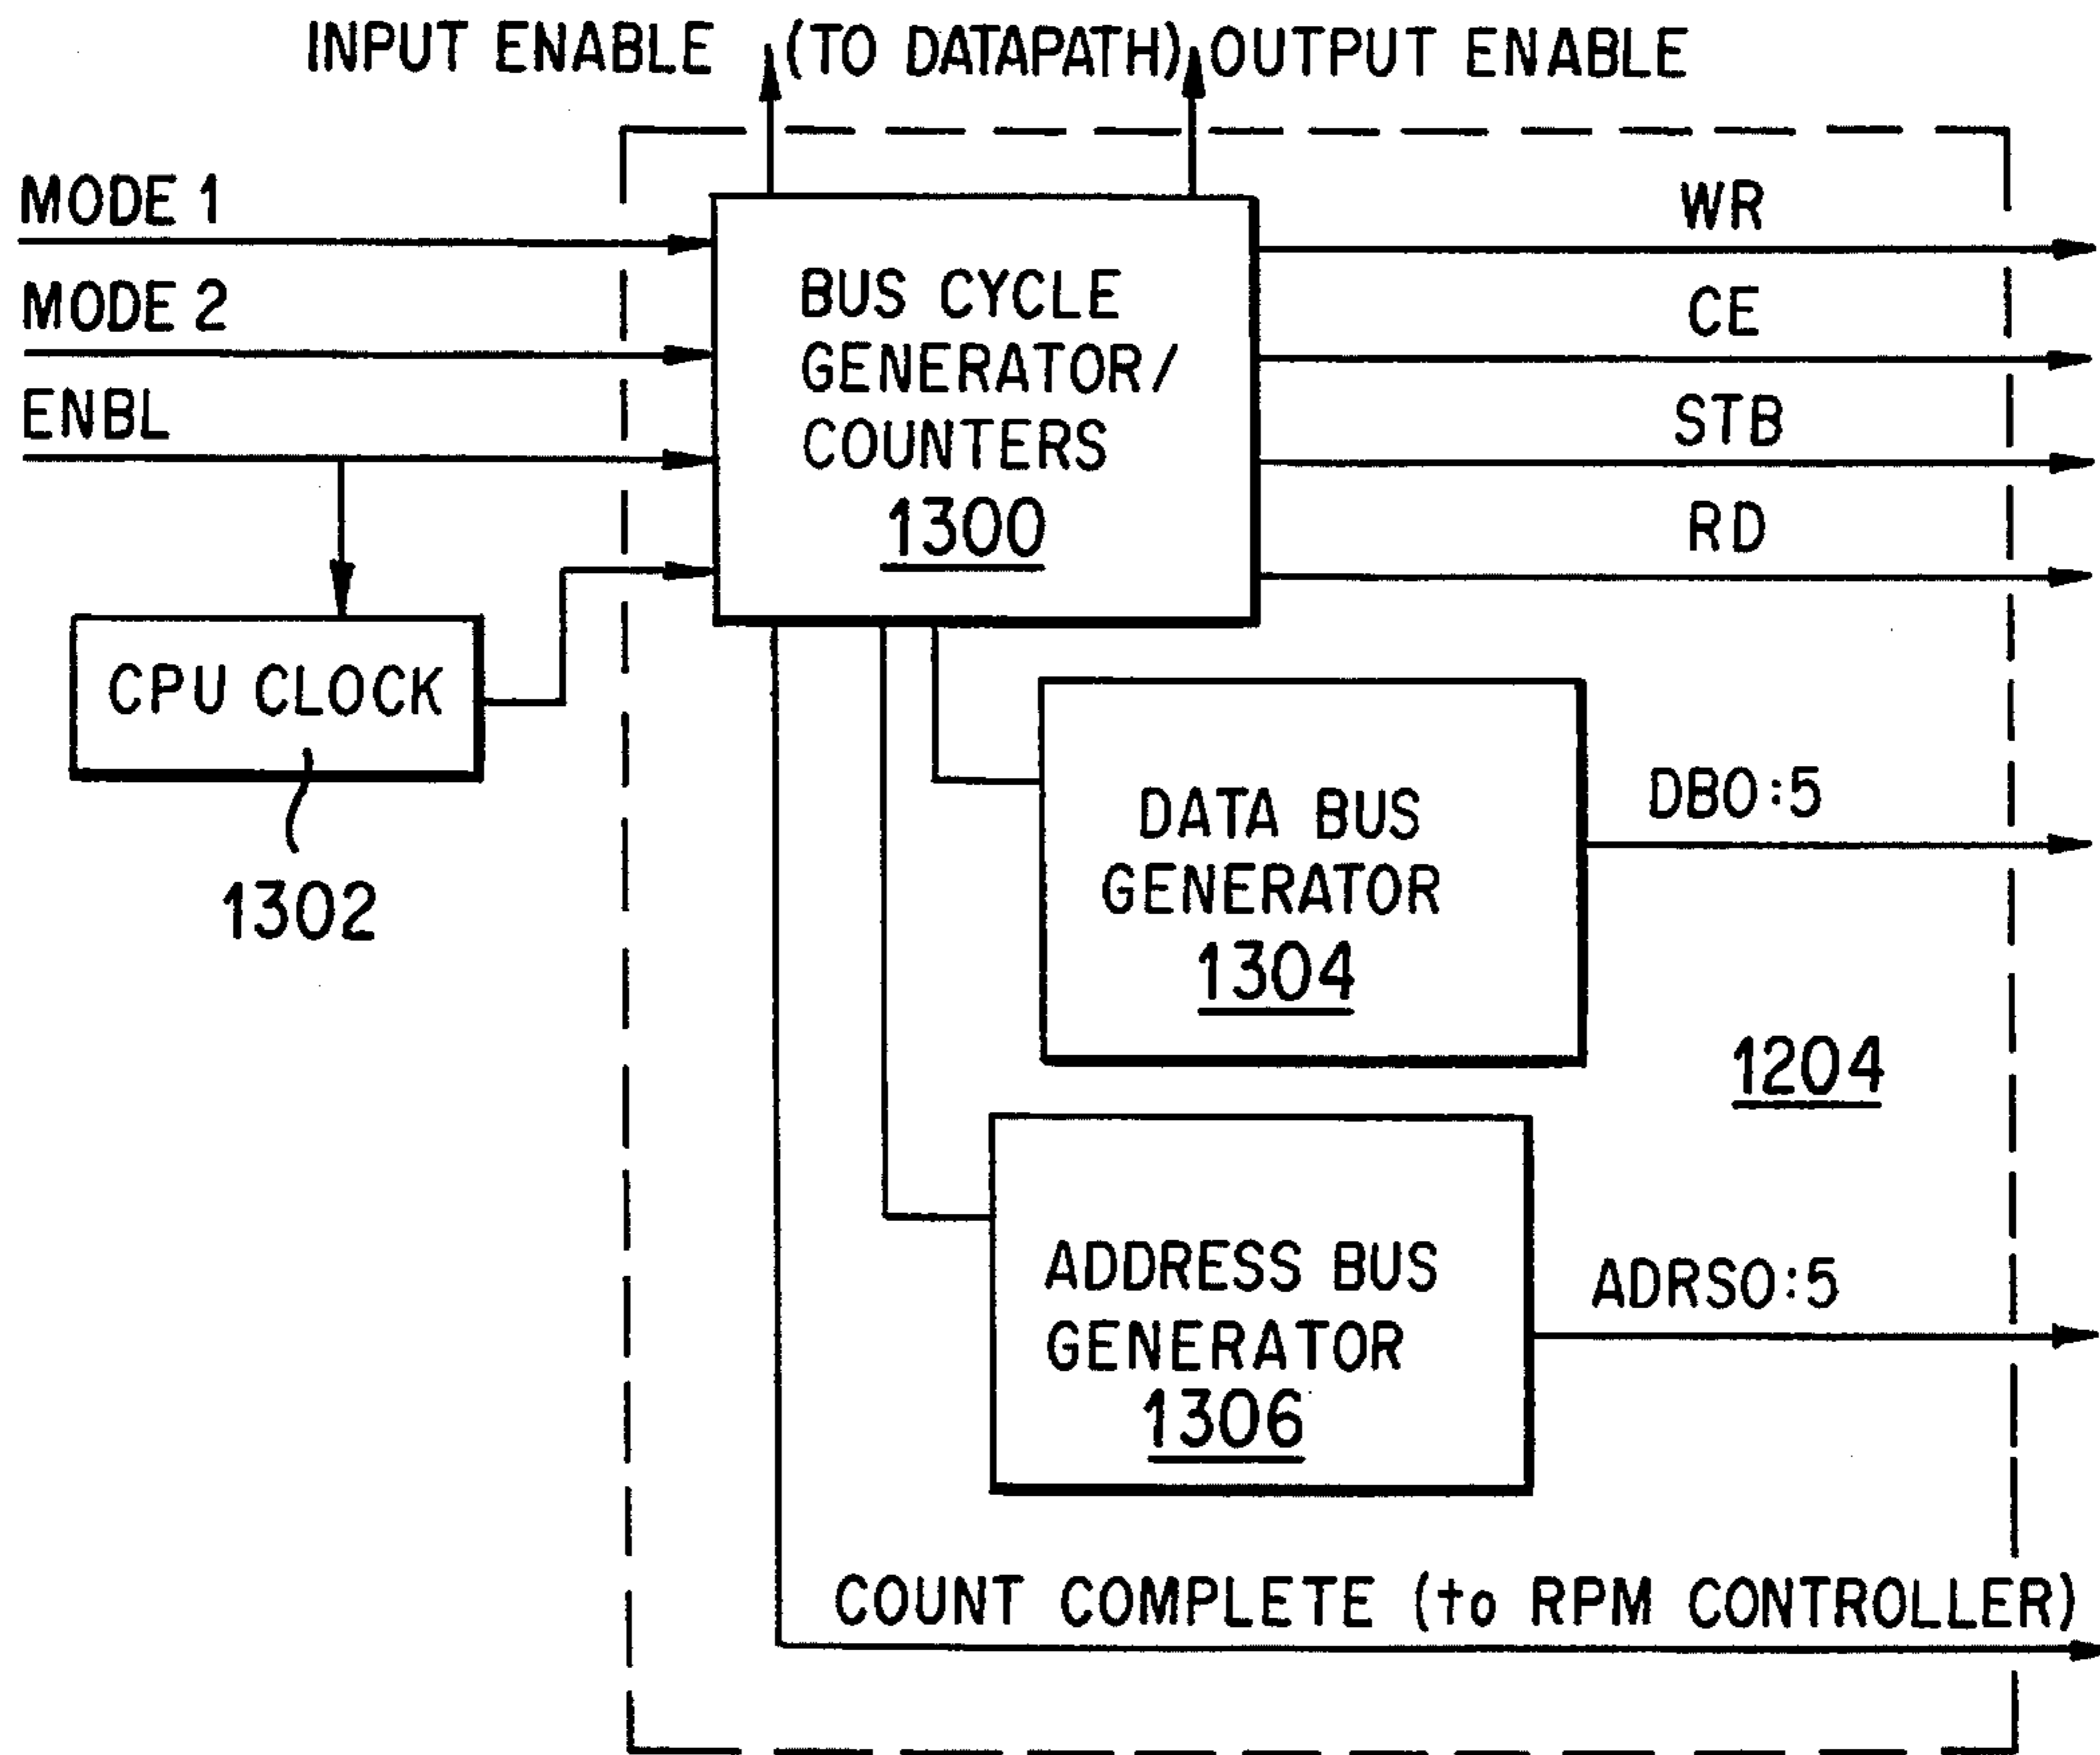 INPUT ENABLE (TO DATAPATH) OUTPUT ENABLE
MODE 1
MODE 2
ENBL
BUS CYCLE
GENERATOR/
COUNTERS
1300
WR
CE
STB
RD
CPU CLOCK
1302
DATA BUS
GENERATOR
1304
DB0:5
1204
ADDRESS BUS
GENERATOR
1306
ADRS0:5
COUNT COMPLETE (to RPM CONTROLLER)